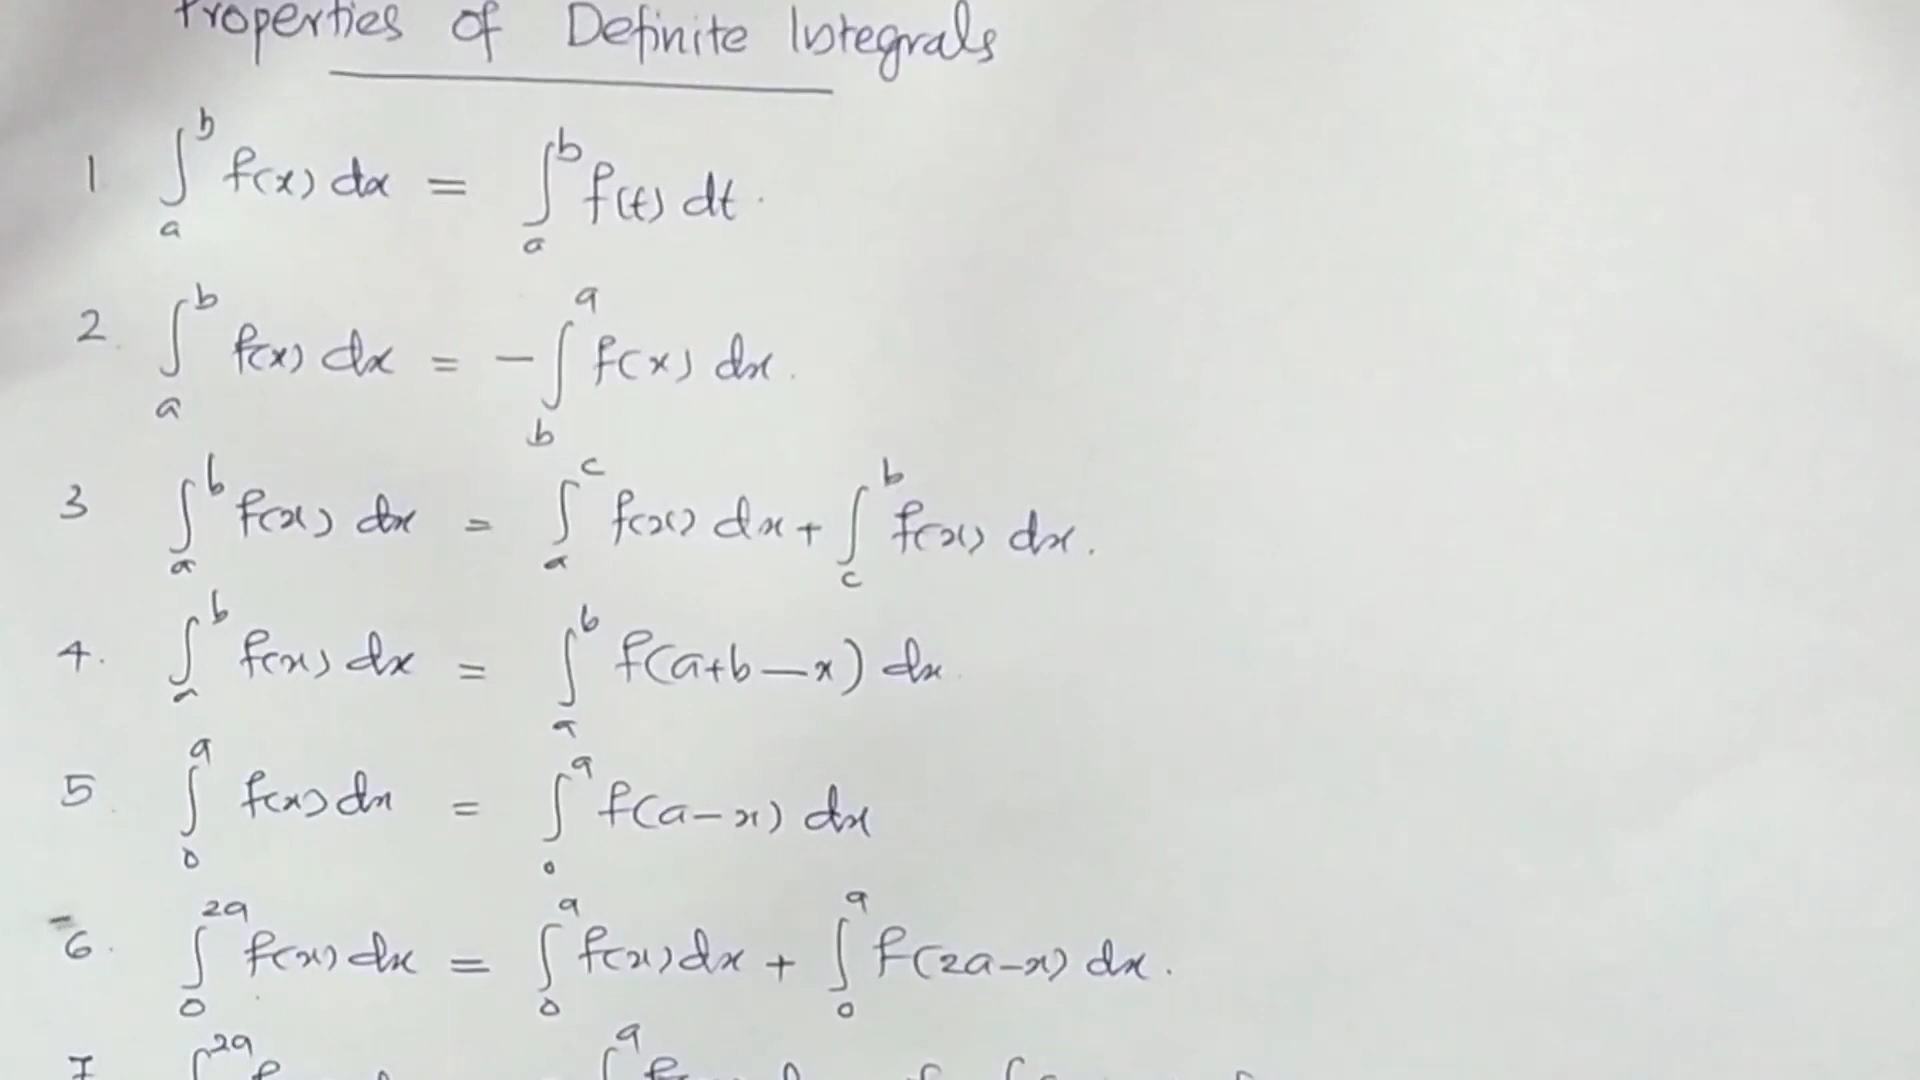 Properties of Definite Integrals
1 ∫_a^b f(x) dx = ∫_a^b f(t) dt.
2. ∫_a^b f(x) dx = -∫_b^a f(x) dx.
3 ∫_a^b f(x) dx = ∫_a^c f(x) dx + ∫_c^b f(x) dx.
4. ∫_a^b f(x) dx = ∫_a^b f(a+b-x) dx.
5. ∫_0^a f(x) dx = ∫_0^a f(a-x) dx
6. ∫_0^{2a} f(x) dx = ∫_0^a f(x) dx + ∫_0^a f(2a-x) dx.
7 ∫^{2a} f ∫^a f